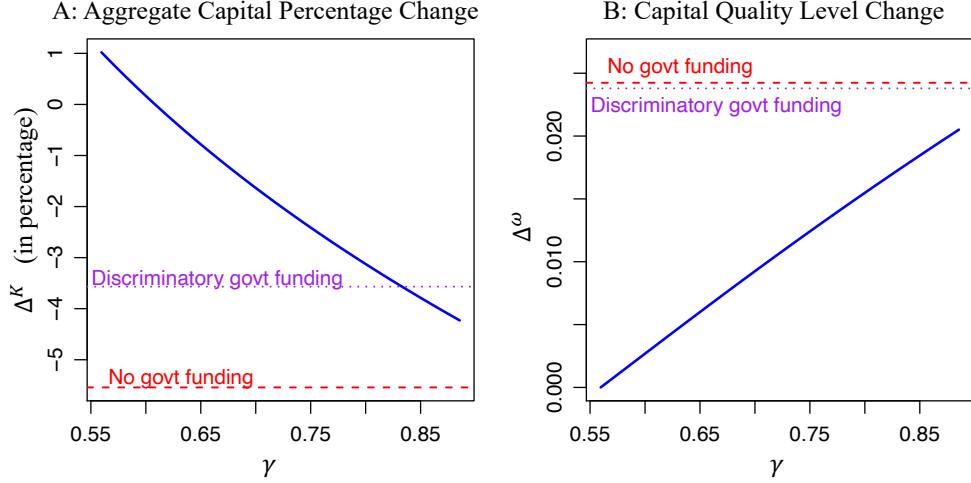 A: Aggregate Capital Percentage Change
Δ^K (in percentage)
1
0
−1
−2
−3
−4
−5
Discriminatory govt funding
No govt funding
0.55
0.65
0.75
0.85
γ
B: Capital Quality Level Change
Δ^ω
0.020
0.010
0.000
No govt funding
Discriminatory govt funding
0.55
0.65
0.75
0.85
γ